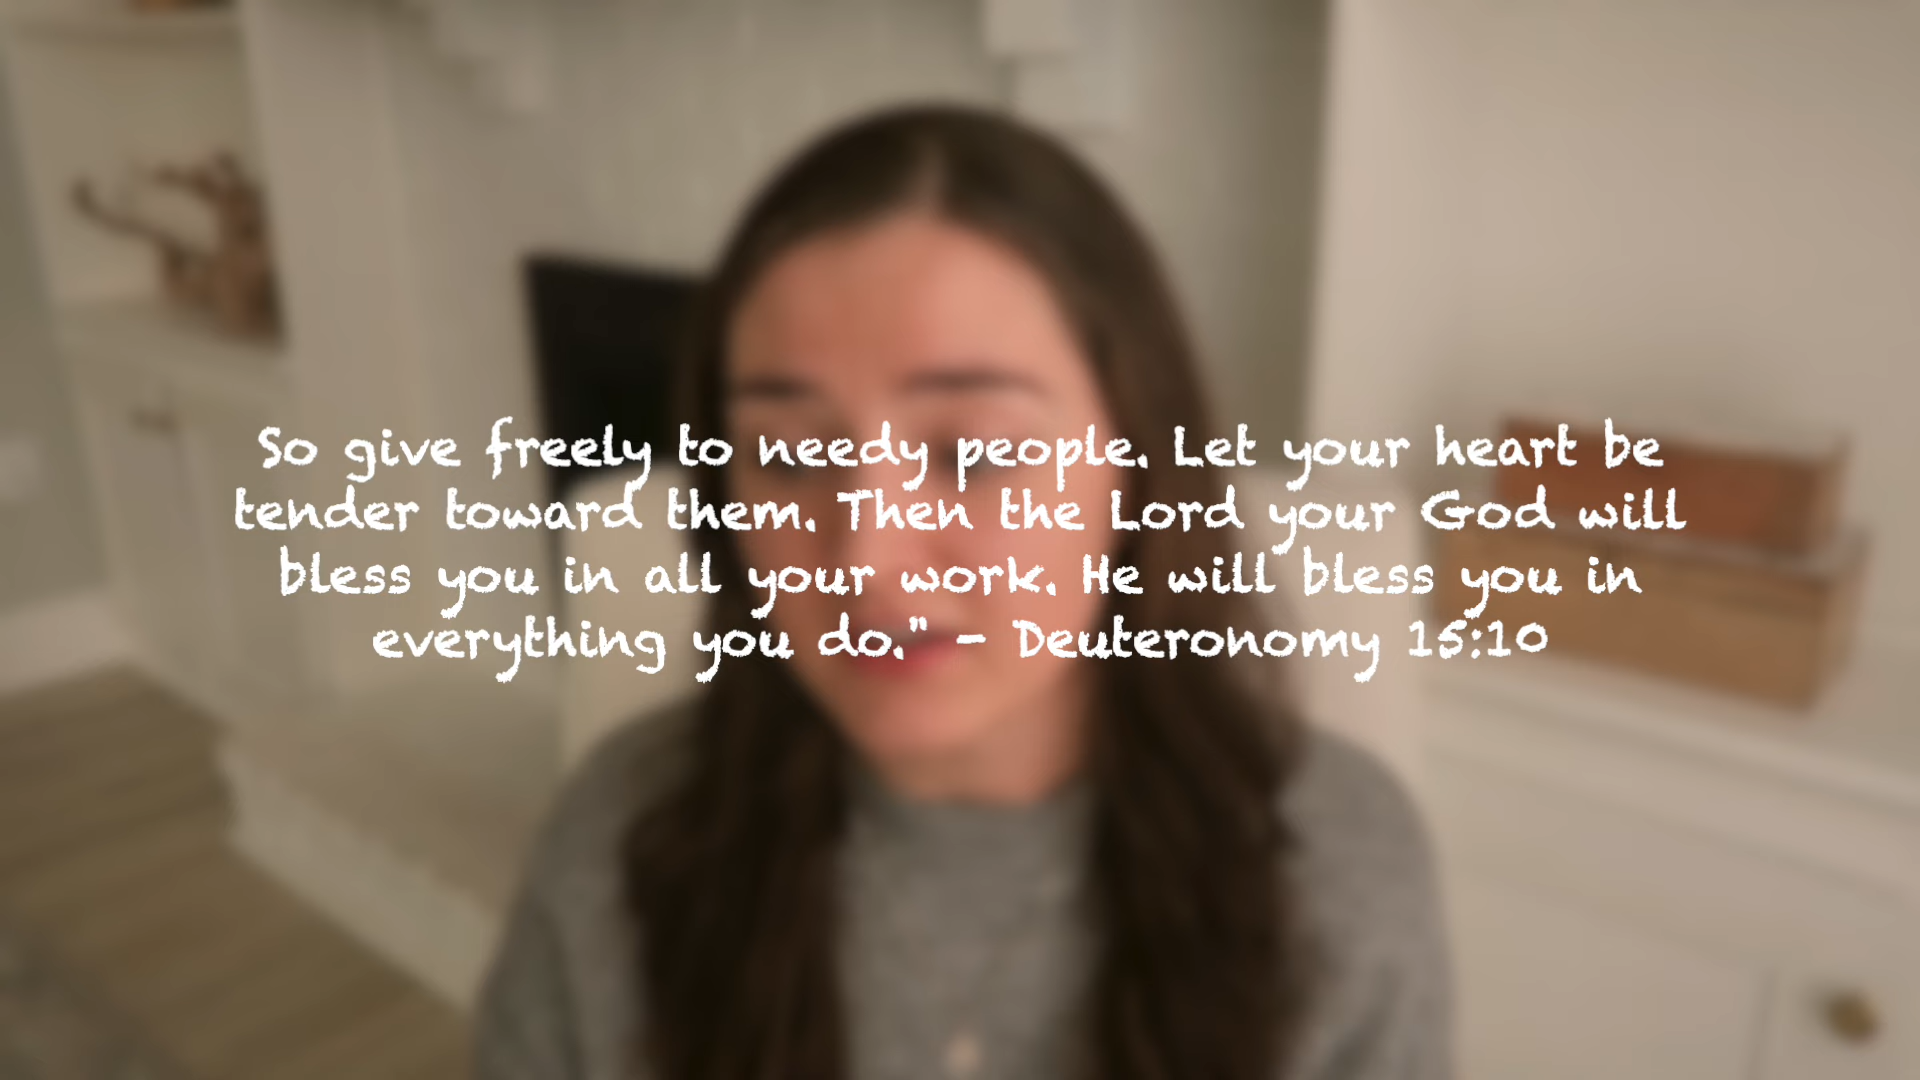 So give freely to needy people. Let your heart be
tender toward them. Then the Lord your God will
bless you in all your work. He will bless you in
everything you do." - Deuteronomy 15:10